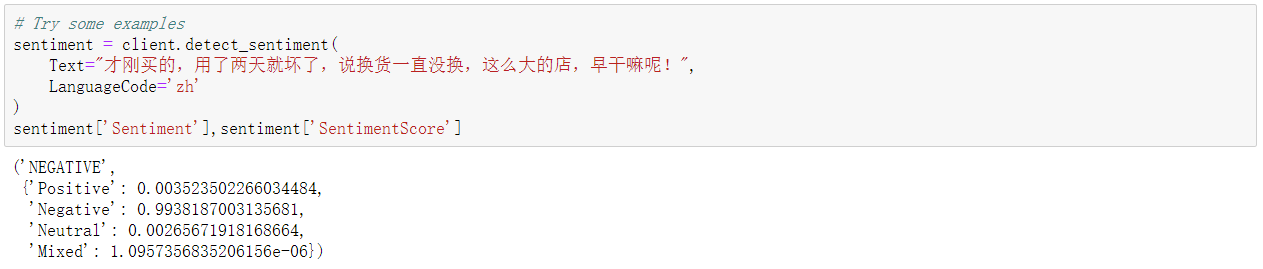 # Try some examples
sentiment = client.detect_sentiment(
    Text="才刚买的，用了两天就坏了，说换货一直没换，这么大的店，早干嘛呢！",
    LanguageCode='zh'
)
sentiment['Sentiment'],sentiment['SentimentScore']
('NEGATIVE',
 {'Positive': 0.003523502266034484,
  'Negative': 0.9938187003135681,
  'Neutral': 0.00265671918168664,
  'Mixed': 1.0957356835206156e-06})